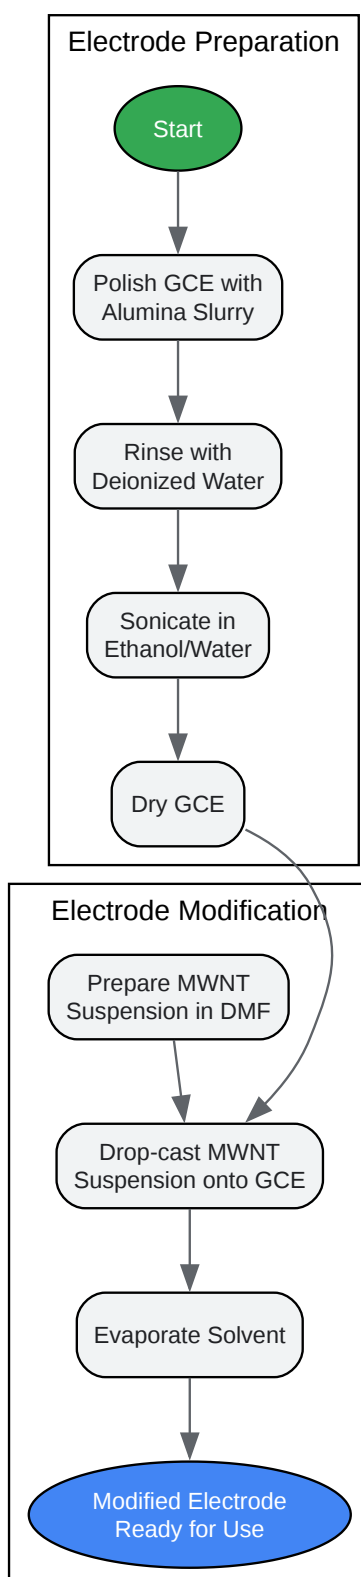 Electrode Preparation
Start
Polish GCE with
Alumina Slurry
Rinse with
Deionized Water
Sonicate in
Ethanol/Water
Dry GCE
Electrode Modification
Prepare MWNT
Suspension in DMF
Drop-cast MWNT
Suspension onto GCE
Evaporate Solvent
Modified Electrode
Ready for Use